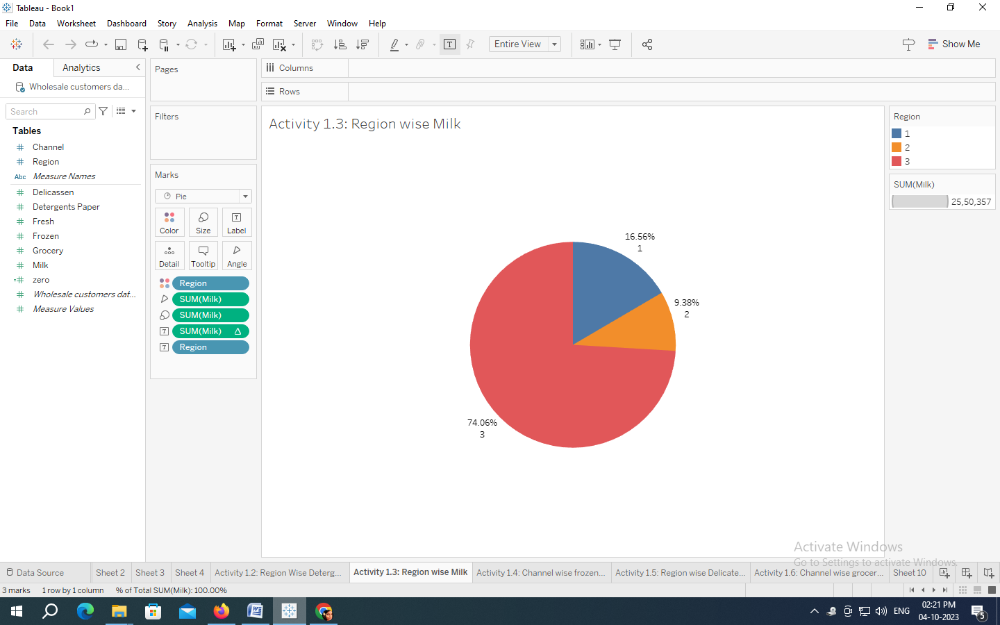 Tableau - Book1
File Data Worksheet Dashboard Story Analysis Map Format Server Window Help
Entire View
Show Me
Data Analytics
Wholesale customers da...
Search
Tables
Channel
Region
Abc Measure Names
Delicassen
Detergents Paper
Fresh
Frozen
Grocery
Milk
zero
Wholesale customers dat...
Measure Values
Pages
Filters
Marks
Pie
Color Size Label
Detail Tooltip Angle
Region
SUM(Milk)
SUM(Milk)
SUM(Milk)
Region
Columns
Rows
Activity 1.3: Region wise Milk
16.56%
1
9.38%
2
74.06%
3
Region
1
2
3
SUM(Milk)
25,50,357
Activate Windows
Go to Settings to activate Windows.
Data Source Sheet 2 Sheet 3 Sheet 4 Activity 1.2: Region Wise Deterg... Activity 1.3: Region wise Milk Activity 1.4: Channel wise frozen... Activity 1.5: Region wise Delicate... Activity 1.6: Channel wise grocer... Sheet 10
3 marks 1 row by 1 column % of Total SUM(Milk): 100.00%
ENG
02:21 PM
04-10-2023
5